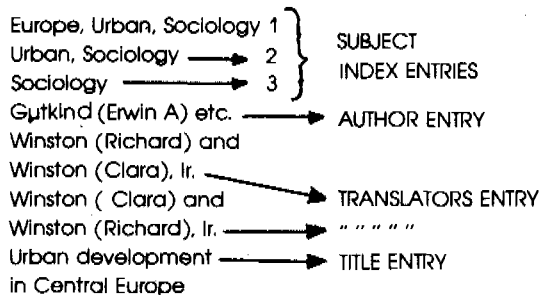 Europe, Urban, Sociology 1
Urban, Sociology 2
Sociology 3
SUBJECT
INDEX ENTRIES
Gμtkind (Erwin A) etc. AUTHOR ENTRY
Winston (Richard) and
Winston (Clara), Ir.
Winston ( Clara) and TRANSLATORS ENTRY
Winston (Richard), Ir. " " " " "
Urban development TITLE ENTRY
in Central Europe